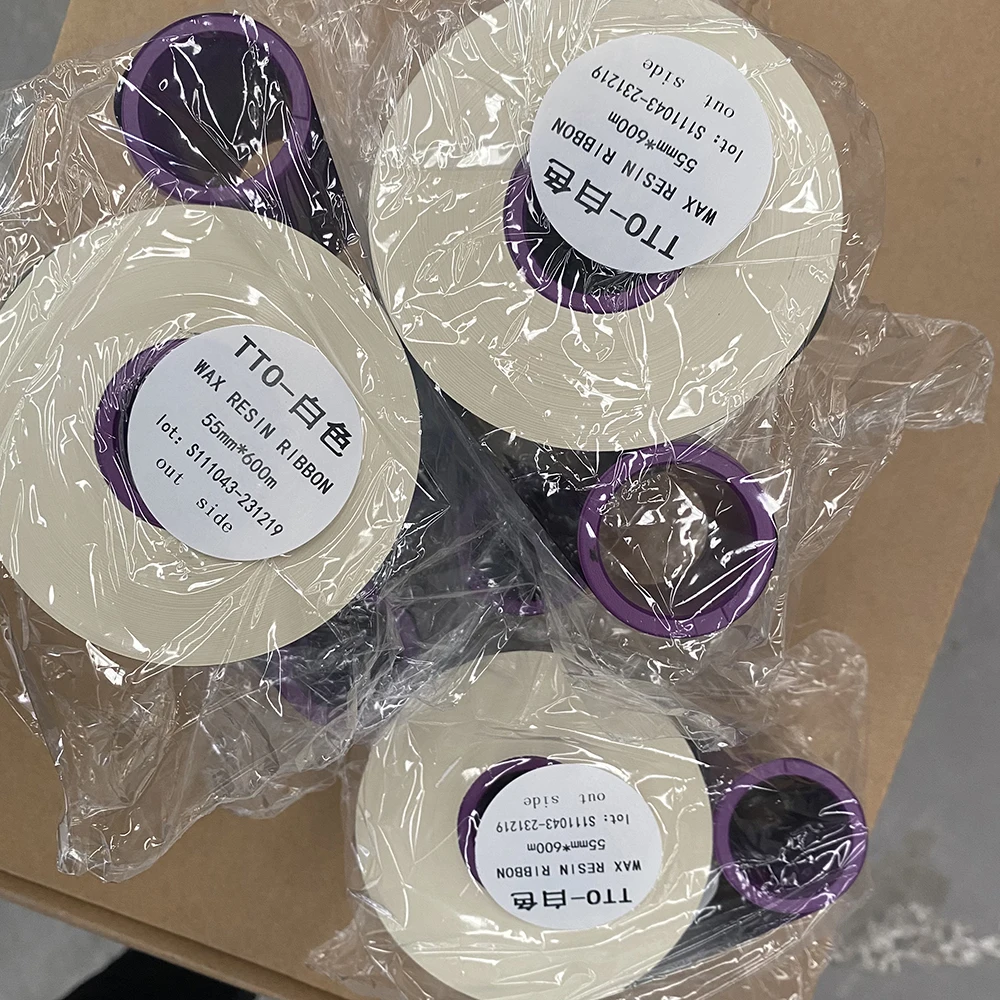 TTO-白色
WAX RESIN RIBBON
55mm*600m
lot: S111043-231219
out side
TTO-白色
WAX RESIN RIBBON
55mm*600m
lot: S111043-231219
out side
TTO-白色
WAX RESIN RIBBON
55mm*600m
lot: S111043-231219
out side